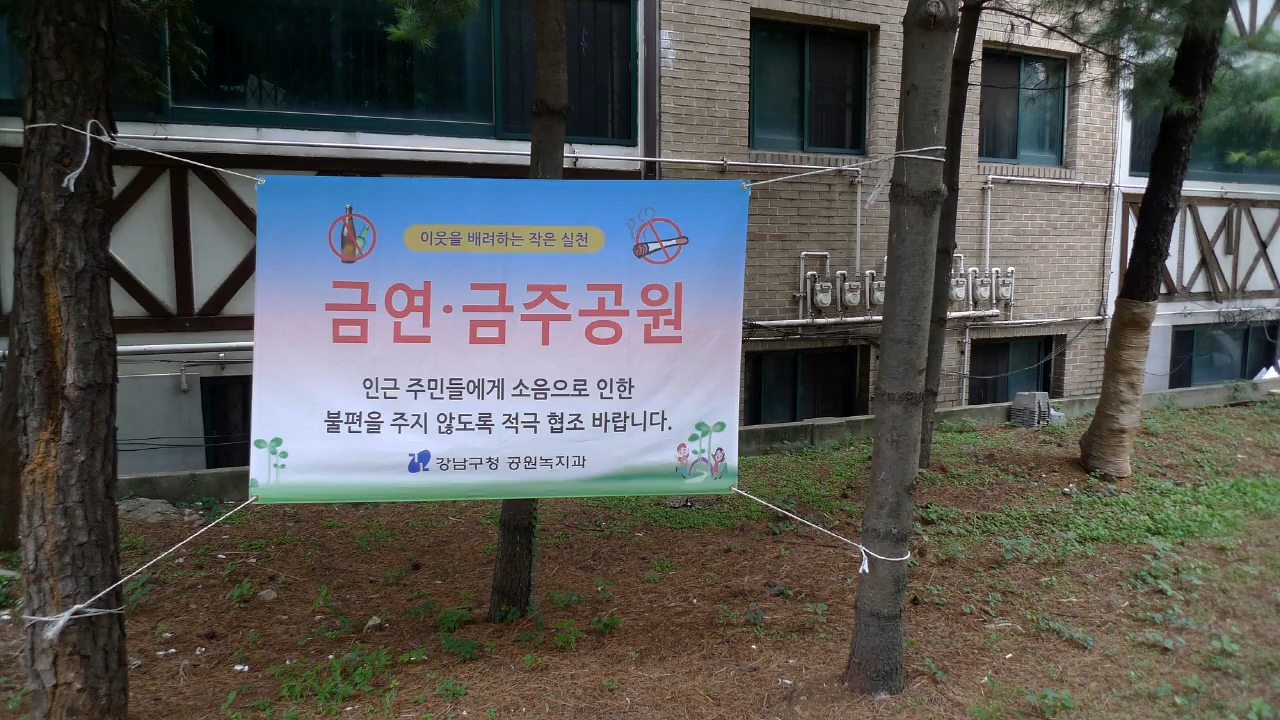 이웃을 배려하는 작은 실천
금연·금주공원
인근 주민들에게 소음으로 인한
불편을 주지 않도록 적극 협조 바랍니다.
강남구청 공원녹지과